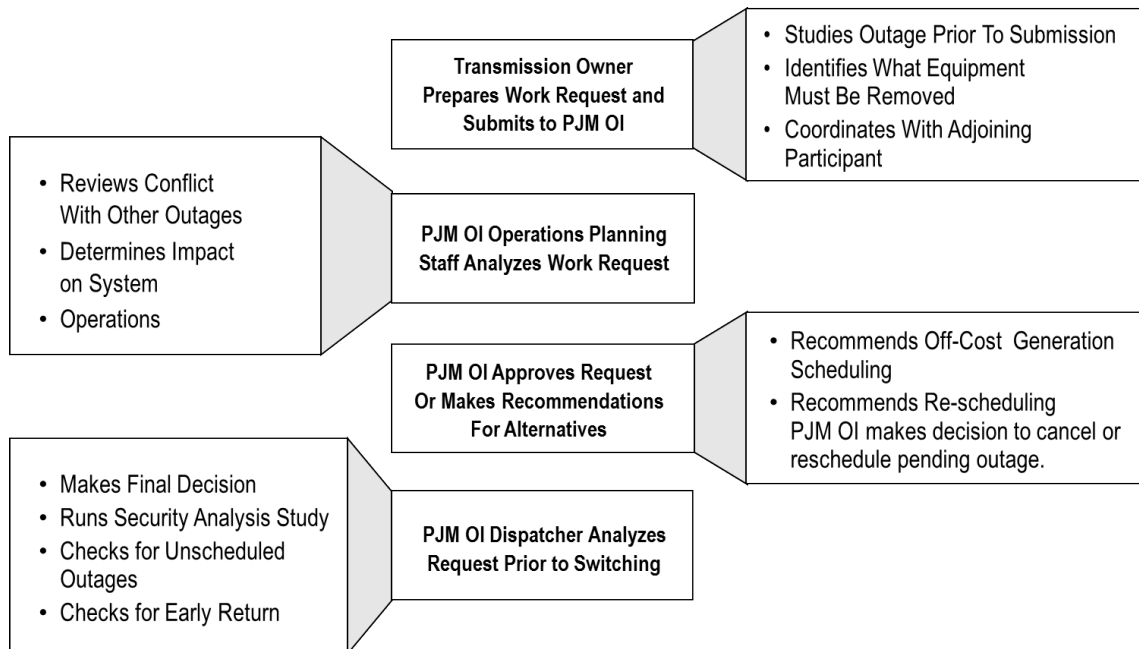 Transmission Owner
Prepares Work Request and
Submits to PJM OI
• Studies Outage Prior To Submission
• Identifies What Equipment
Must Be Removed
• Coordinates With Adjoining
Participant
• Reviews Conflict
With Other Outages
• Determines Impact
on System
• Operations
PJM OI Operations Planning
Staff Analyzes Work Request
PJM OI Approves Request
Or Makes Recommendations
For Alternatives
• Recommends Off-Cost Generation
Scheduling
• Recommends Re-scheduling
PJM OI makes decision to cancel or
reschedule pending outage.
• Makes Final Decision
• Runs Security Analysis Study
• Checks for Unscheduled
Outages
• Checks for Early Return
PJM OI Dispatcher Analyzes
Request Prior to Switching